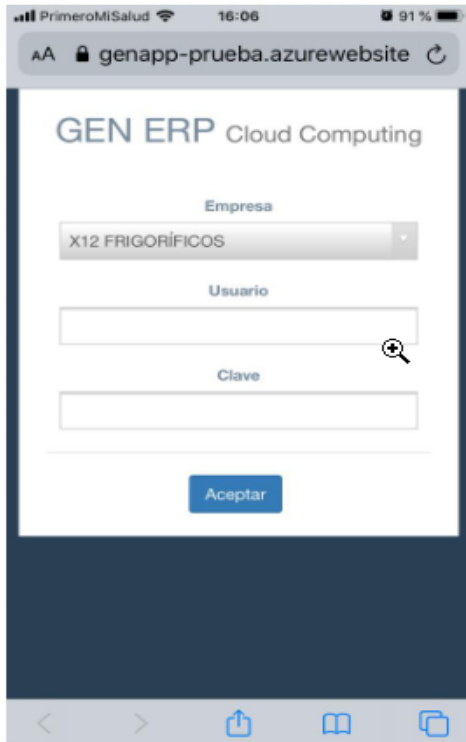 PrimeroMiSalud 16:06 91 %
AA genapp-prueba.azurewebsite
GEN ERP Cloud Computing
Empresa
X12 FRIGORÍFICOS
Usuario
Clave
Aceptar